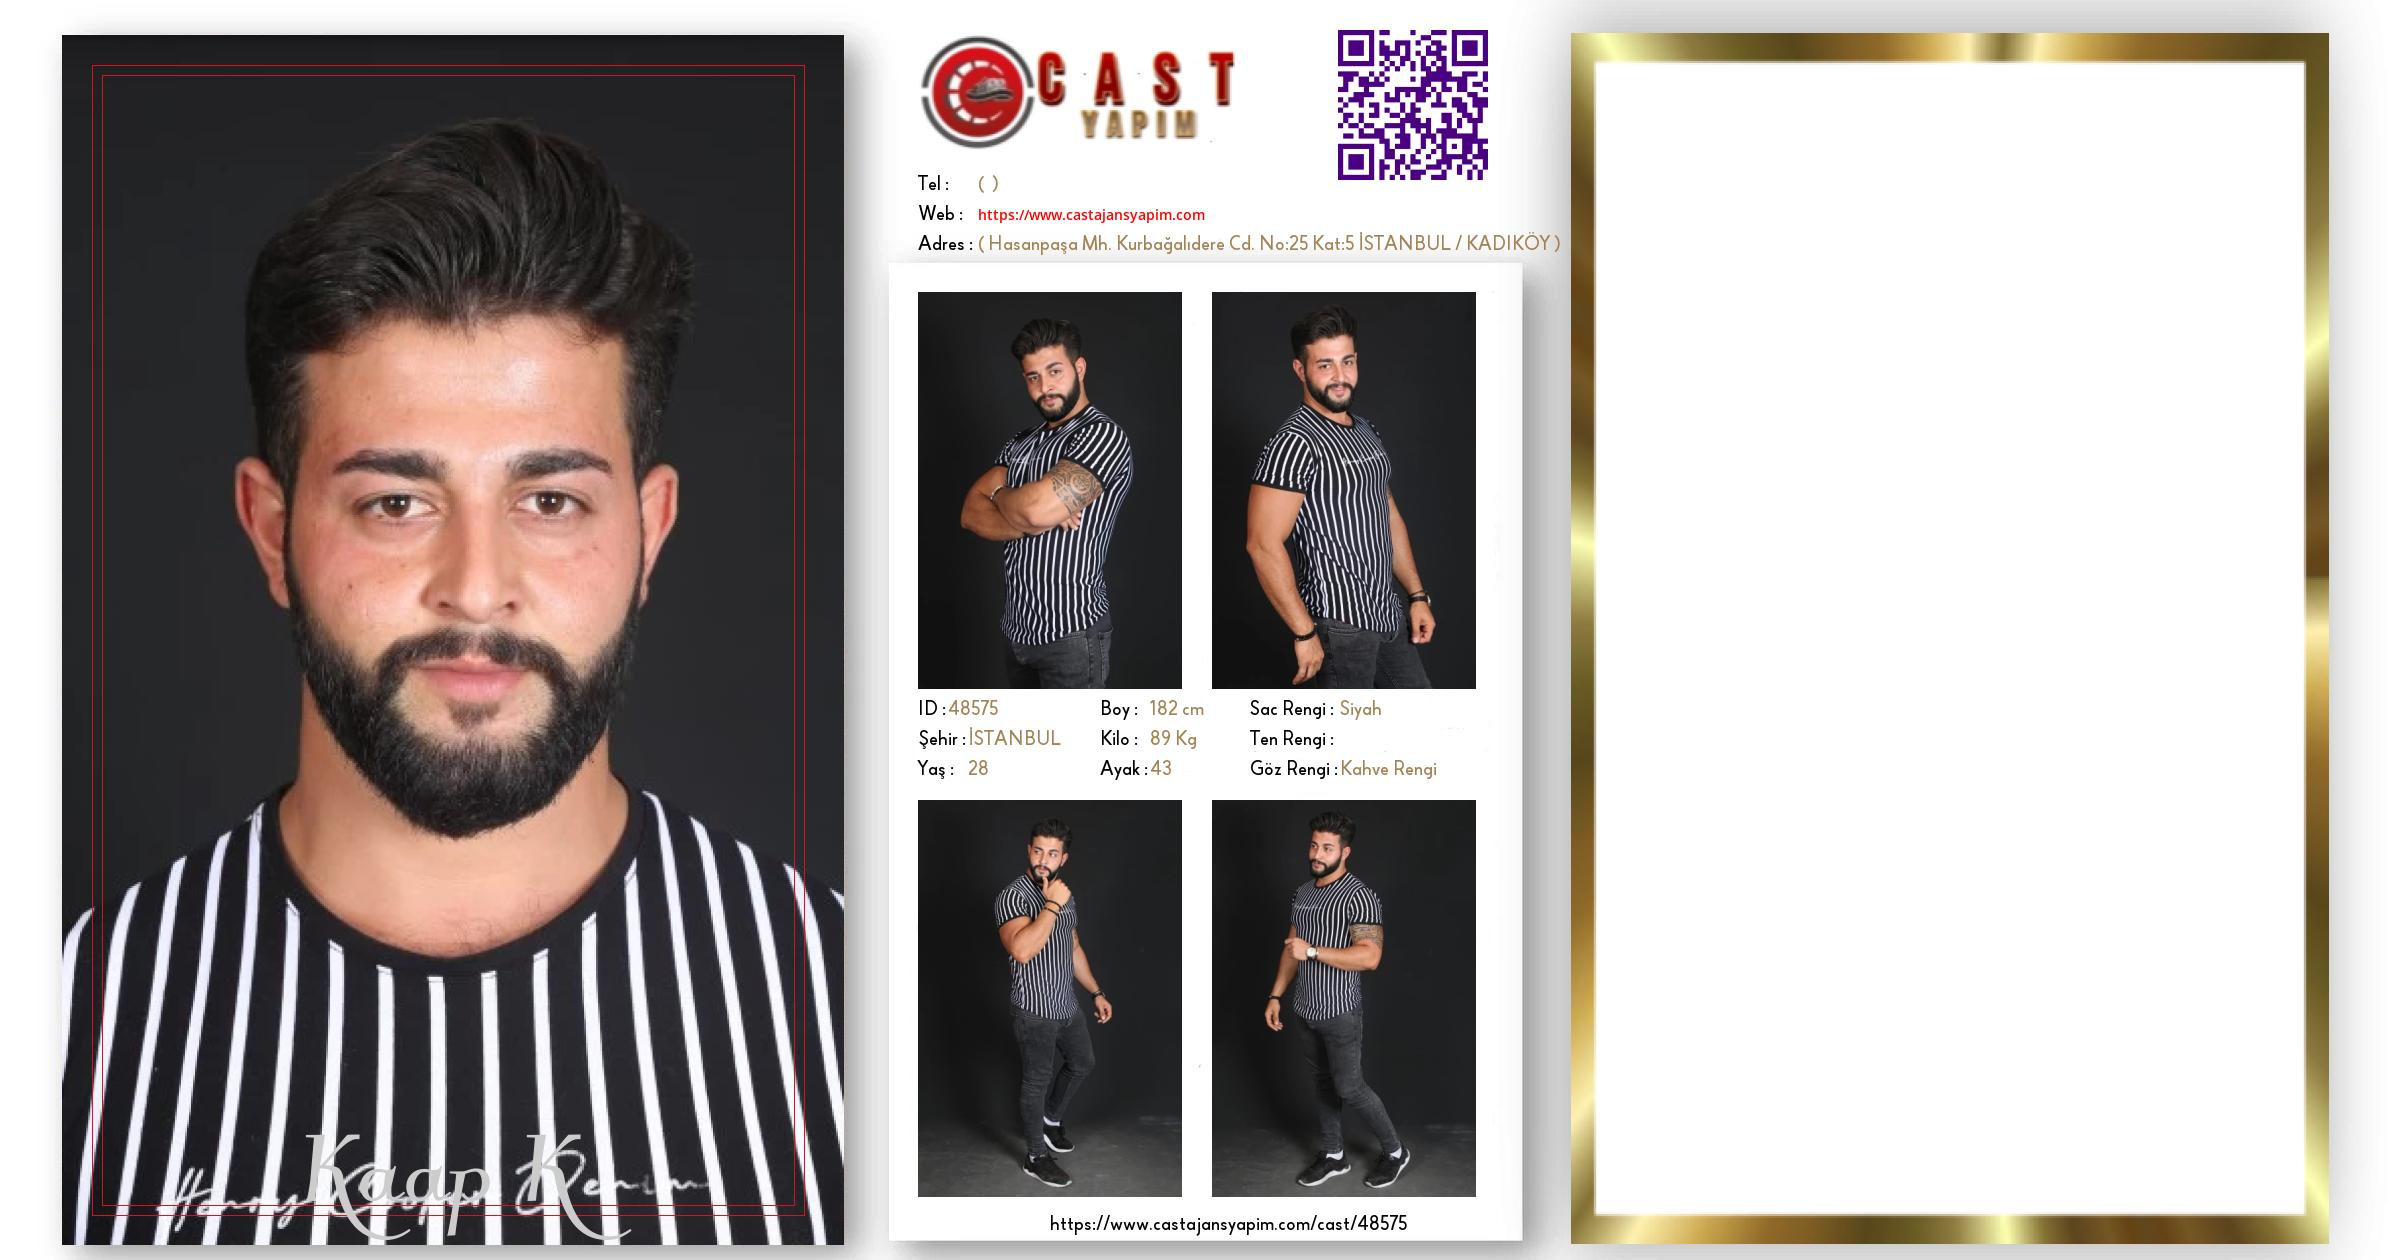 Kaap K
CAST
YAPIM
Tel : ( )
Web : https://www.castajansyapim.com
Adres : ( Hasanpaşa Mh. Kurbağalıdere Cd. No:25 Kat:5 İSTANBUL / KADIKÖY )
ID : 48575 Boy : 182 cm Sac Rengi : Siyah
Şehir : İSTANBUL Kilo : 89 Kg Ten Rengi :
Yaş : 28 Ayak : 43 Göz Rengi : Kahve Rengi
https://www.castajansyapim.com/cast/48575